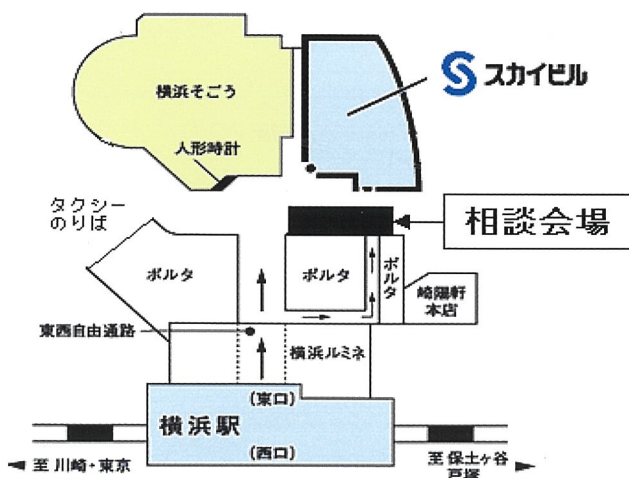 横浜そごう
スカイビル
人形時計
タクシー
のりば
相談会場
ポルタ
ポルタ
ポルタ
崎陽軒
本店
東西自由通路
横浜ルミネ
(東口)
横浜駅
(西口)
至 川崎・東京
至 保土ヶ谷
戸塚